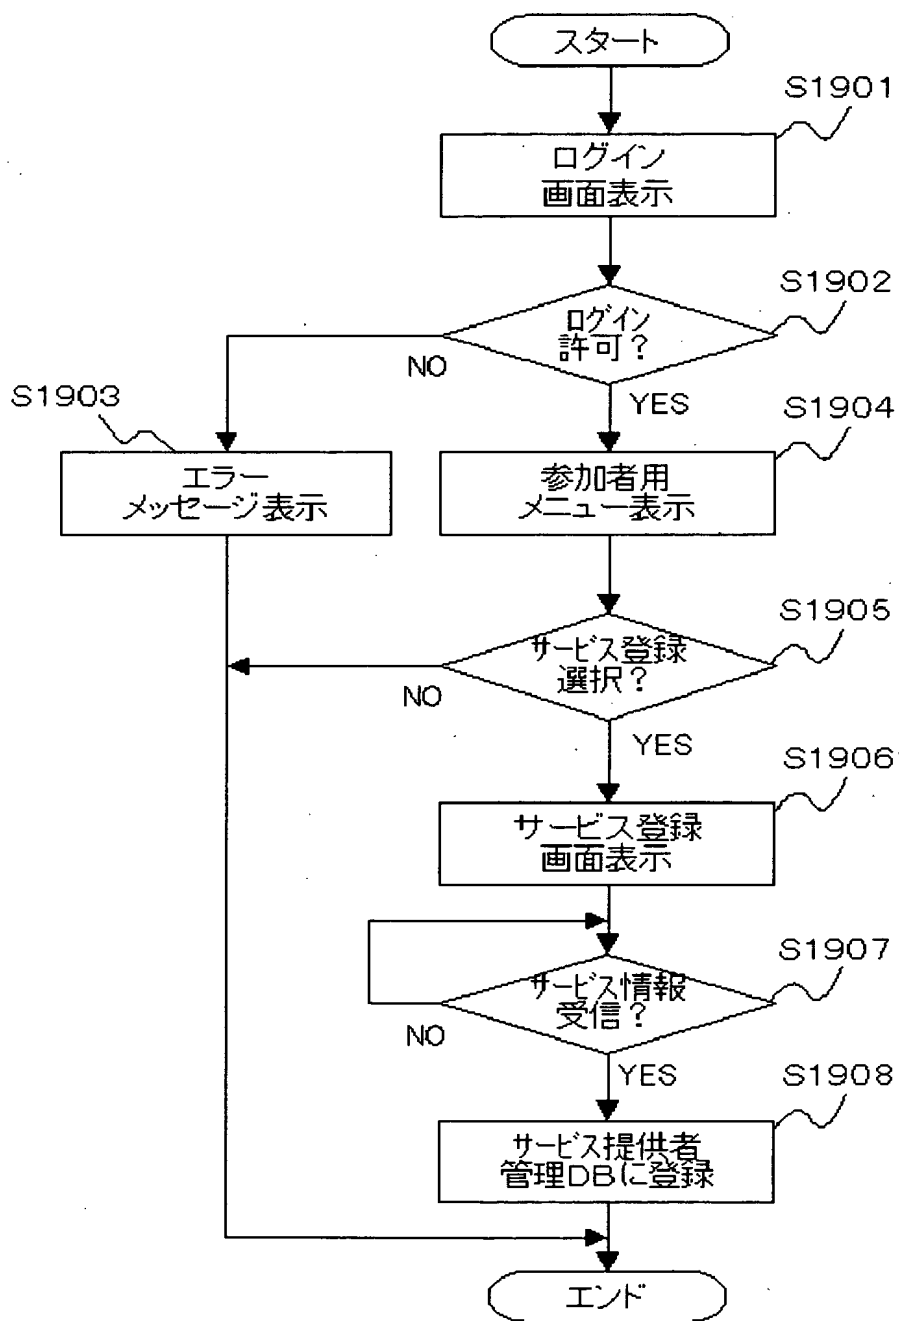 スタート
S1901
ログイン
画面表示
S1902
ログイン
許可?
NO
YES
S1903
エラー
メッセージ表示
S1904
参加者用
メニュー表示
S1905
サービス登録
選択?
NO
YES
S1906
サービス登録
画面表示
S1907
サービス情報
受信?
NO
YES
S1908
サービス提供者
管理DBに登録
エンド